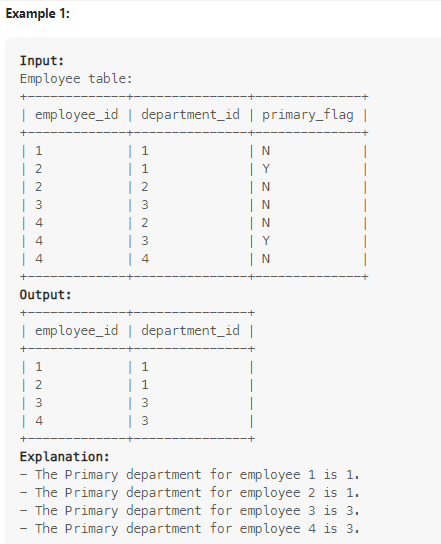 Example 1:
Input:
Employee table:
+-------------+---------------+--------------+
| employee_id | department_id | primary_flag |
+-------------+---------------+--------------+
| 1           | 1             | N            |
| 2           | 1             | Y            |
| 2           | 2             | N            |
| 3           | 3             | N            |
| 4           | 2             | N            |
| 4           | 3             | Y            |
| 4           | 4             | N            |
+-------------+---------------+--------------+
Output:
+-------------+---------------+
| employee_id | department_id |
+-------------+---------------+
| 1           | 1             |
| 2           | 1             |
| 3           | 3             |
| 4           | 3             |
+-------------+---------------+
Explanation:
- The Primary department for employee 1 is 1.
- The Primary department for employee 2 is 1.
- The Primary department for employee 3 is 3.
- The Primary department for employee 4 is 3.